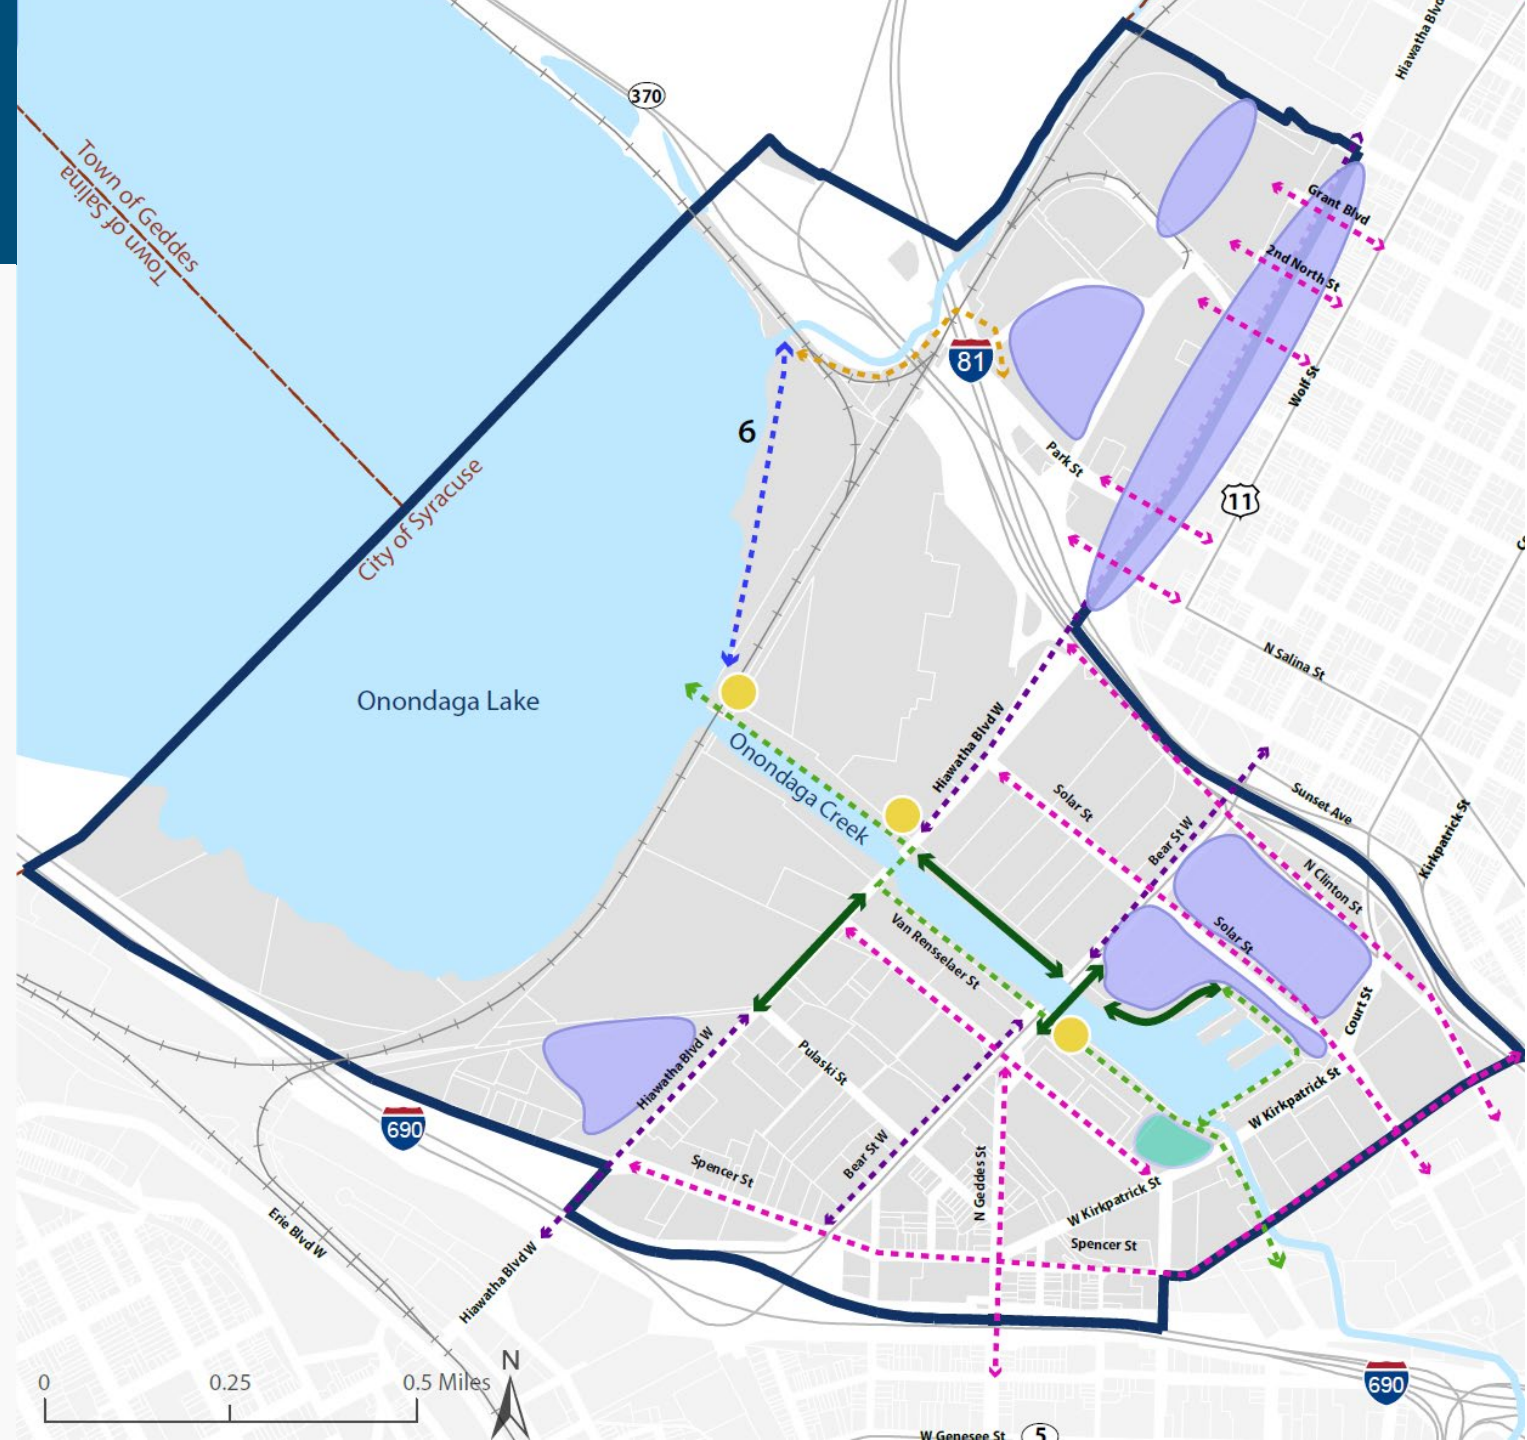 Hiawatha Blvd
370
Town of Geddes
Town of Salina
Grant Blvd
2nd North St
81
Wolf St
6
Park St
11
City of Syracuse
N Salina St
Onondaga Lake
Hiawatha Blvd W
Onondaga Creek
Solar St
Sunset Ave
Bear St W
Kirkpatrick St
N Clinton St
Van Rensselaer St
Solar St
Court St
Hiawatha Blvd W
Pulaski St
W Kirkpatrick St
690
Bear St W
Spencer St
N Geddes St
W Kirkpatrick St
Erie Blvd W
Spencer St
Hiawatha Blvd W
N
0
0.25
0.5 Miles
690
W Genesee St
5